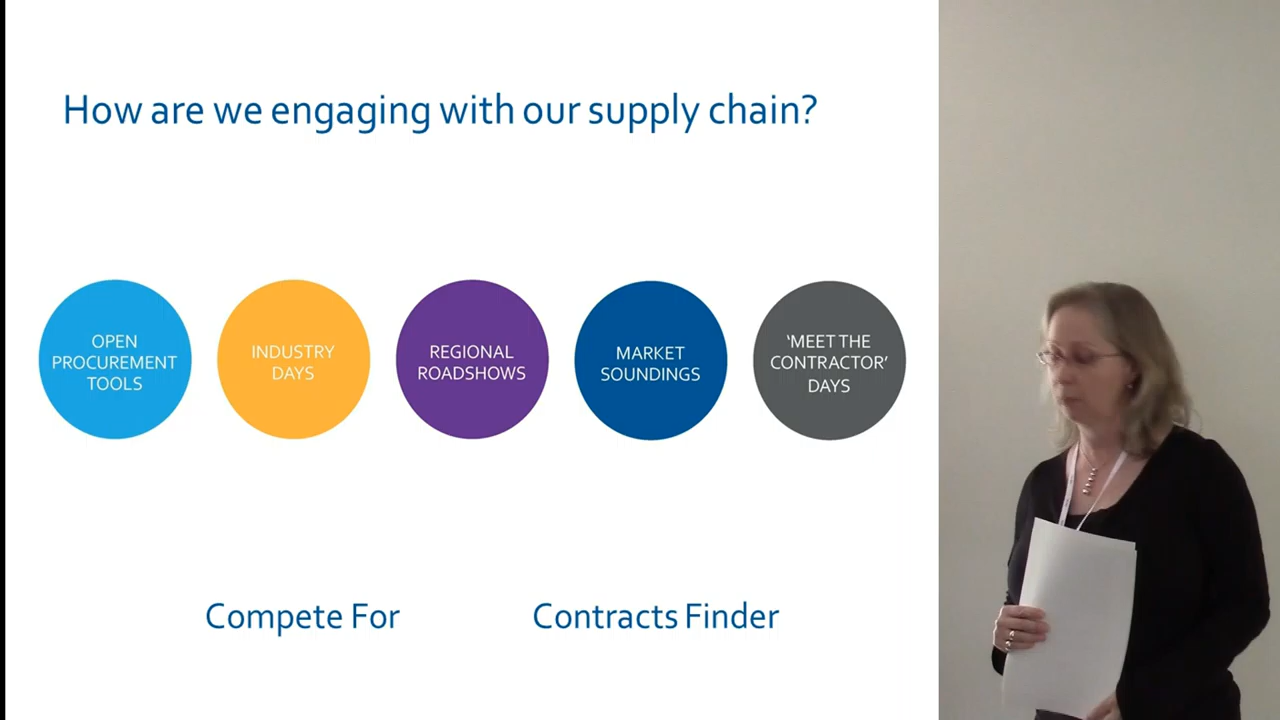 How are we engaging with our supply chain?
OPEN
PROCUREMENT
TOOLS
INDUSTRY
DAYS
REGIONAL
ROADSHOWS
MARKET
SOUNDINGS
‘MEET THE
CONTRACTOR’
DAYS
Compete For
Contracts Finder